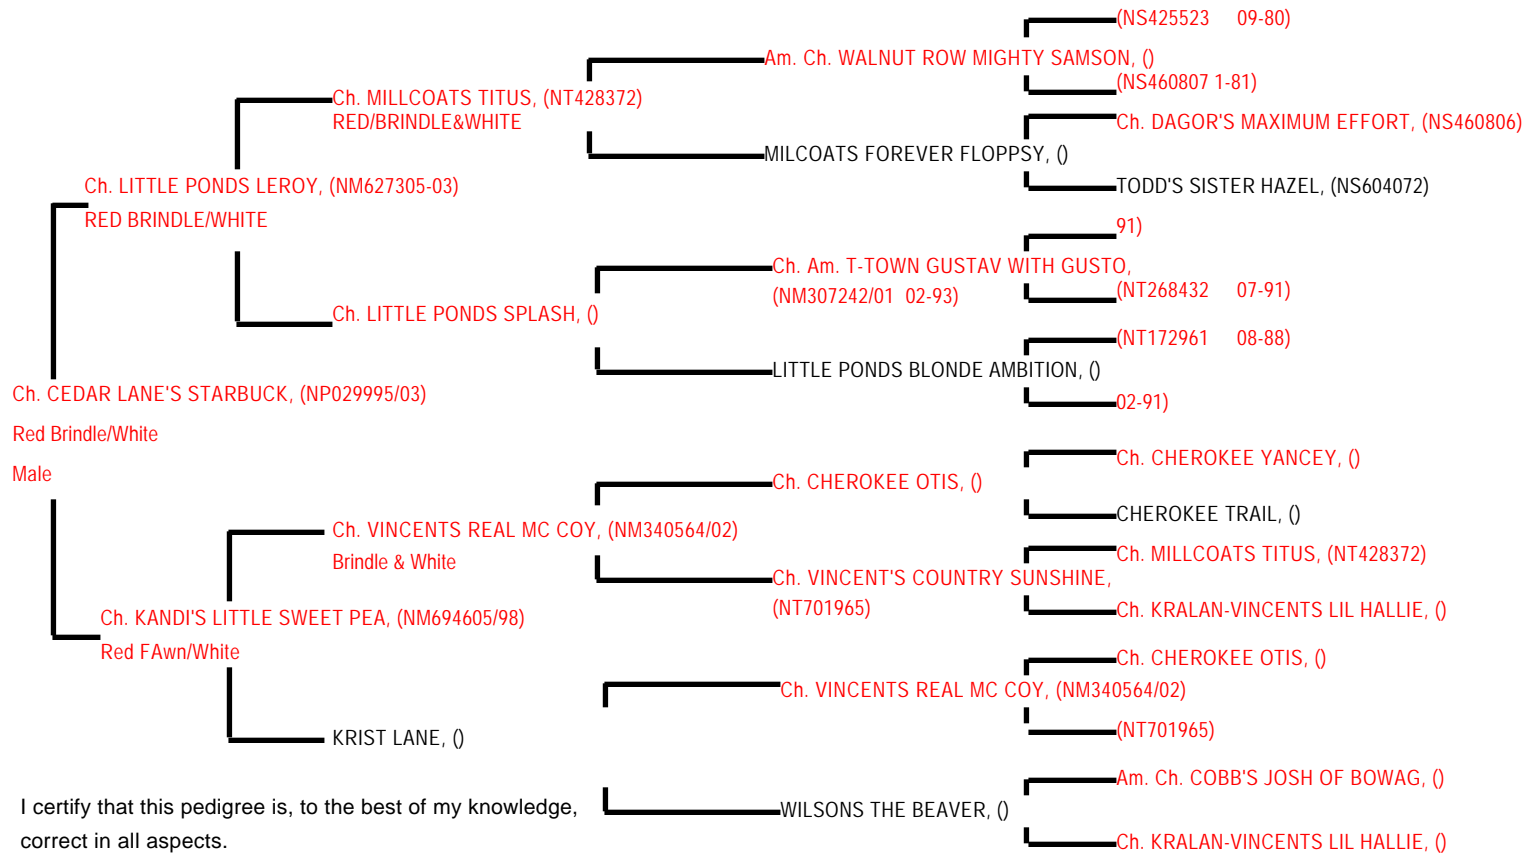 (NS425523 09-80)
Am. Ch. WALNUT ROW MIGHTY SAMSON, ()
(NS460807 1-81)
Ch. MILLCOATS TITUS, (NT428372)
RED/BRINDLE&WHITE
Ch. DAGOR'S MAXIMUM EFFORT, (NS460806)
MILCOATS FOREVER FLOPPSY, ()
TODD'S SISTER HAZEL, (NS604072)
Ch. LITTLE PONDS LEROY, (NM627305-03)
RED BRINDLE/WHITE
91)
Ch. Am. T-TOWN GUSTAV WITH GUSTO,
(NM307242/01 02-93)
(NT268432 07-91)
Ch. LITTLE PONDS SPLASH, ()
(NT172961 08-88)
LITTLE PONDS BLONDE AMBITION, ()
02-91)
Ch. CEDAR LANE'S STARBUCK, (NP029995/03)
Red Brindle/White
Male
Ch. CHEROKEE YANCEY, ()
Ch. CHEROKEE OTIS, ()
CHEROKEE TRAIL, ()
Ch. VINCENTS REAL MC COY, (NM340564/02)
Brindle & White
Ch. MILLCOATS TITUS, (NT428372)
Ch. VINCENT'S COUNTRY SUNSHINE,
(NT701965)
Ch. KRALAN-VINCENTS LIL HALLIE, ()
Ch. KANDI'S LITTLE SWEET PEA, (NM694605/98)
Red FAwn/White
Ch. CHEROKEE OTIS, ()
Ch. VINCENTS REAL MC COY, (NM340564/02)
(NT701965)
KRIST LANE, ()
Am. Ch. COBB'S JOSH OF BOWAG, ()
WILSONS THE BEAVER, ()
Ch. KRALAN-VINCENTS LIL HALLIE, ()
I certify that this pedigree is, to the best of my knowledge,
correct in all aspects.